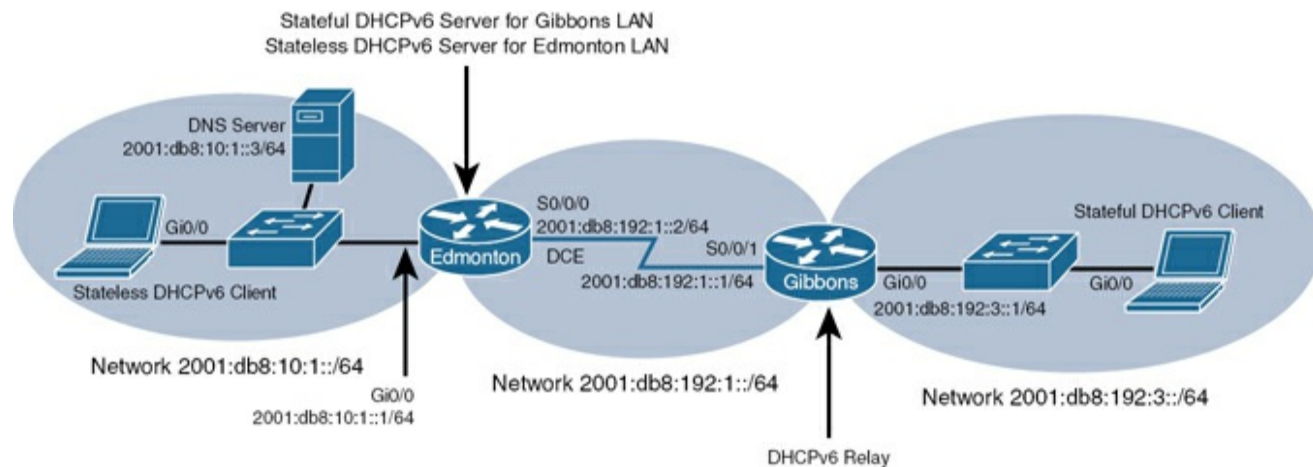 Stateful DHCPv6 Server for Gibbons LAN
Stateless DHCPv6 Server for Edmonton LAN
DNS Server
2001:db8:10:1::3/64
Gi0/0
Stateless DHCPv6 Client
Edmonton
S0/0/0
2001:db8:192:1::2/64
DCE
S0/0/1
2001:db8:192:1::1/64
Gibbons
Gi0/0
2001:db8:192:3::1/64
Stateful DHCPv6 Client
Gi0/0
Network 2001:db8:10:1::/64
Gi0/0
2001:db8:10:1::1/64
Network 2001:db8:192:1::/64
Network 2001:db8:192:3::/64
DHCPv6 Relay